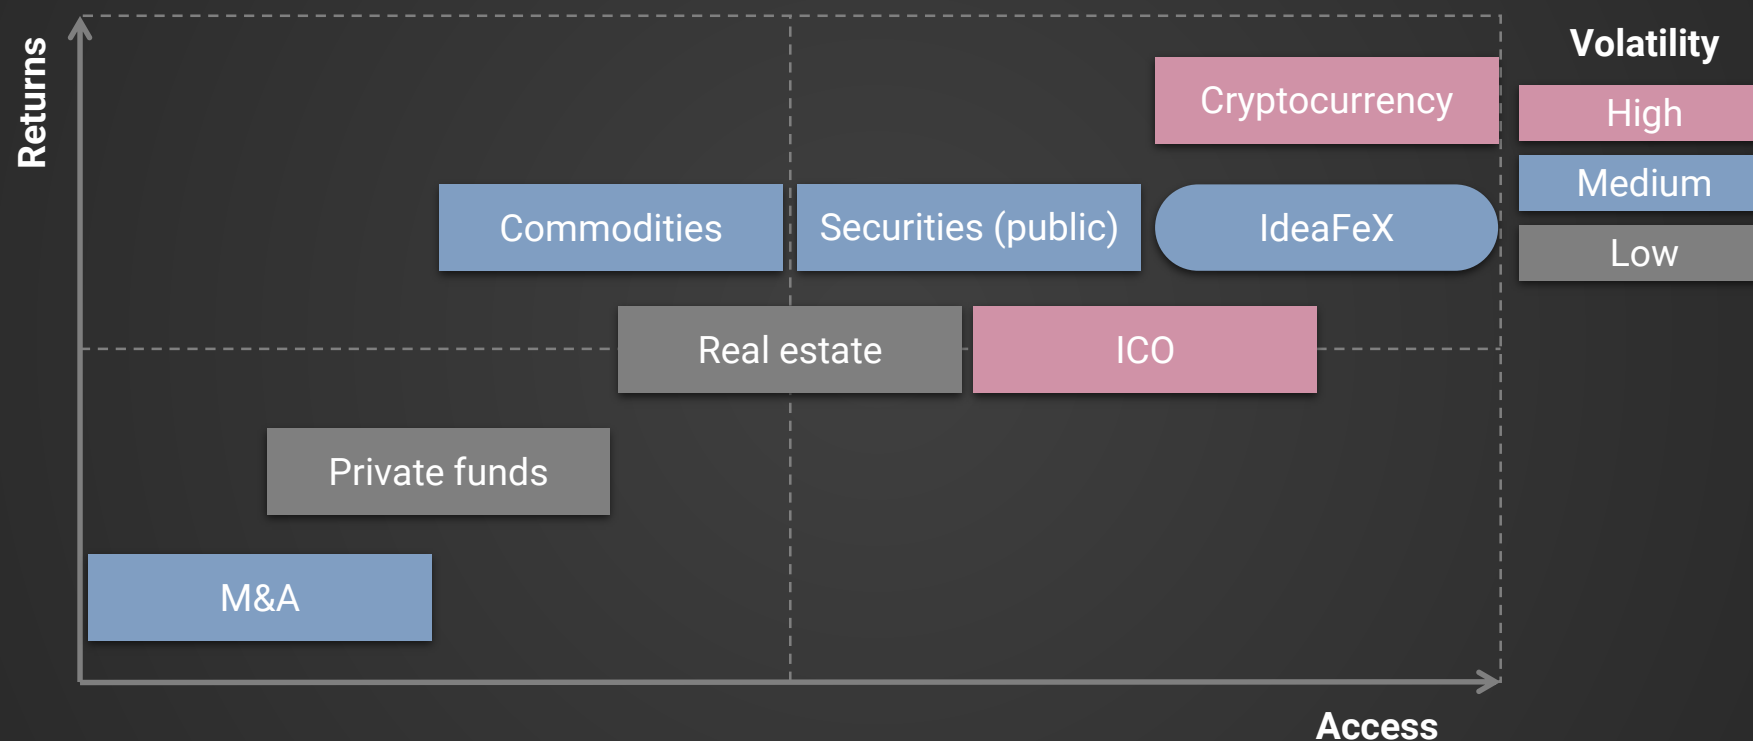 Returns
Volatility
Cryptocurrency
High
Medium
Commodities
Securities (public)
IdeaFeX
Low
Real estate
ICO
Private funds
M&A
Access